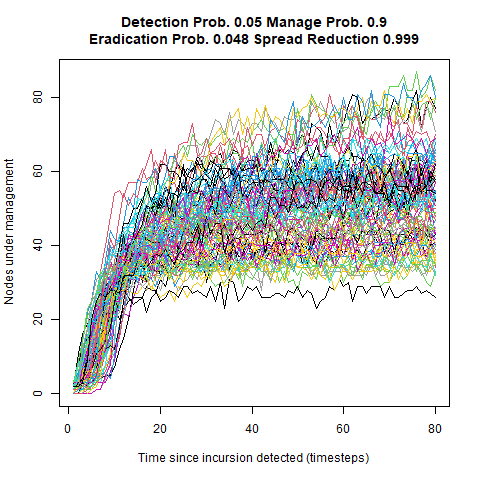 Detection Prob. 0.05 Manage Prob. 0.9
Eradication Prob. 0.048 Spread Reduction 0.999
Nodes under management
80
60
40
20
0
0 20 40 60 80
Time since incursion detected (timesteps)